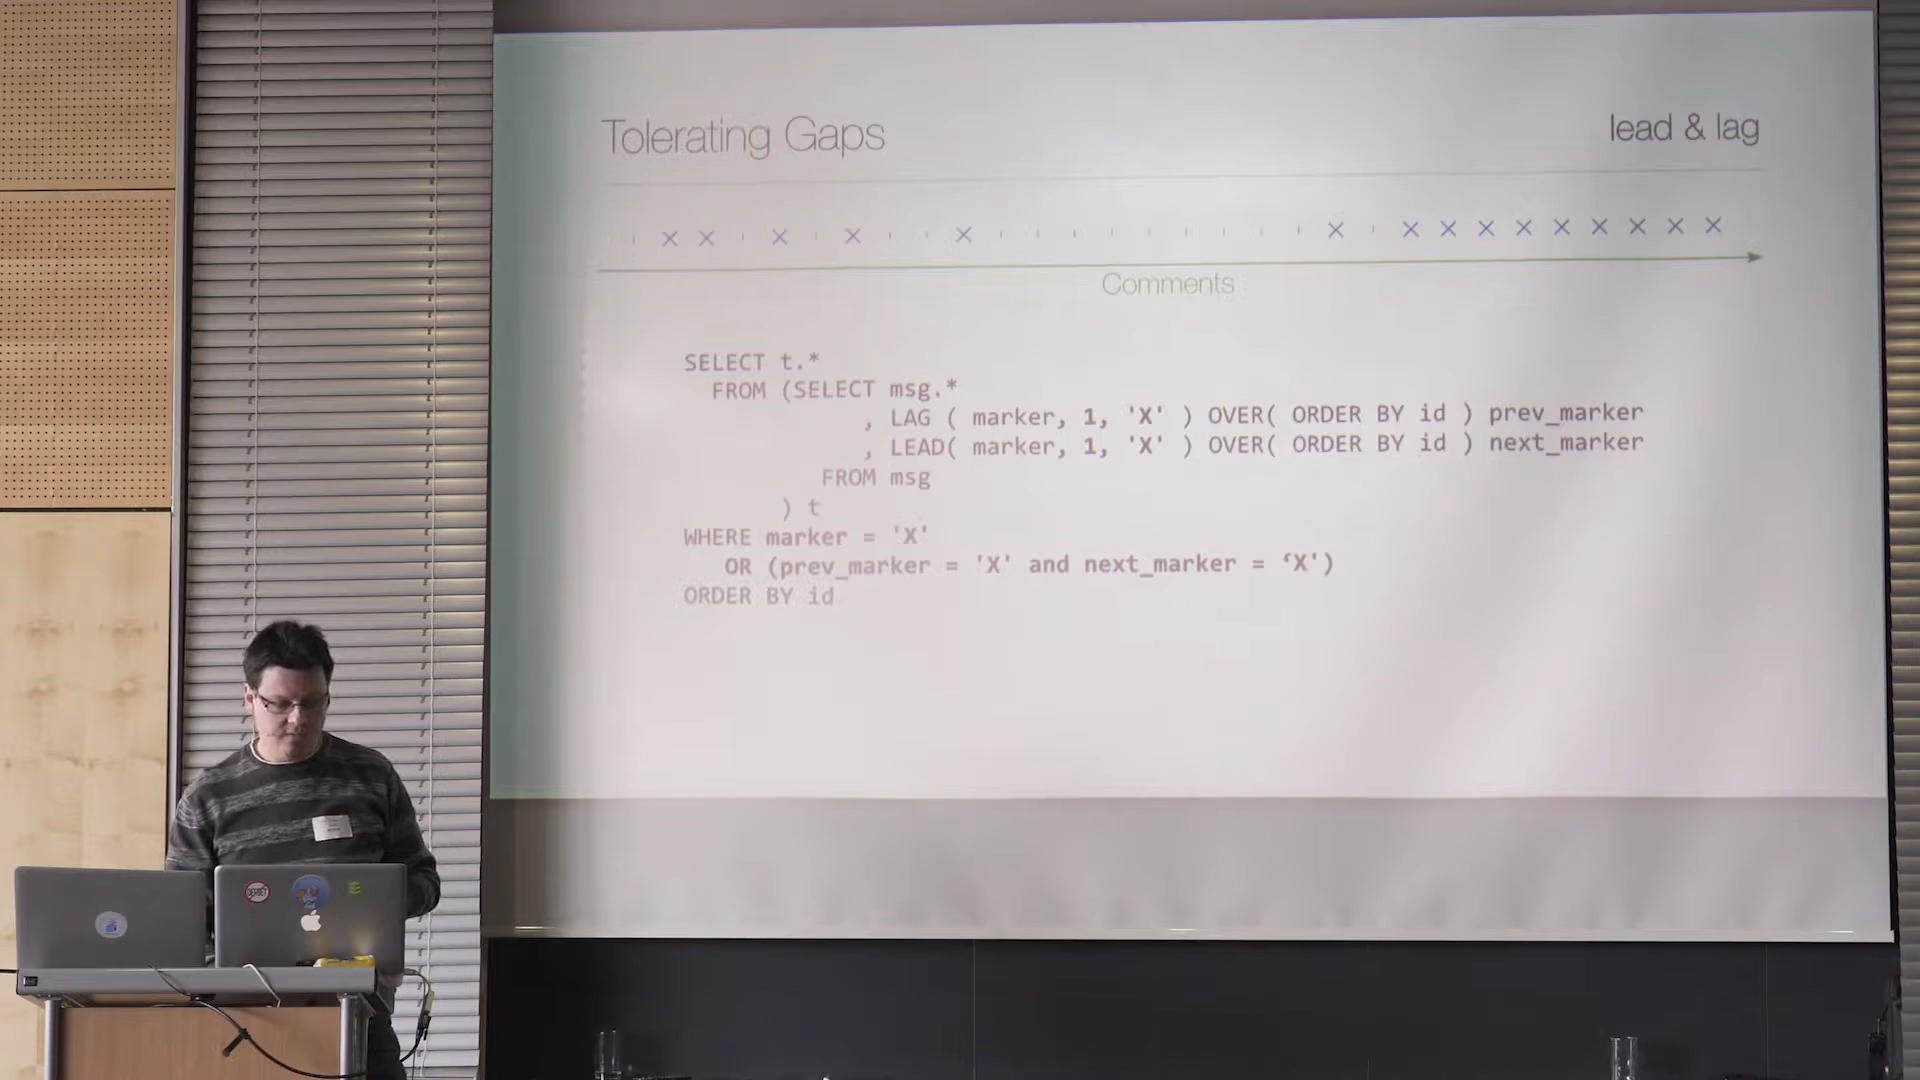 Tolerating Gaps
lead & lag
Comments
SELECT t.*
FROM (SELECT msg.*
, LAG ( marker, 1, 'X' ) OVER( ORDER BY id ) prev_marker
, LEAD( marker, 1, 'X' ) OVER( ORDER BY id ) next_marker
FROM msg
) t
WHERE marker = 'X'
OR (prev_marker = 'X' and next_marker = ‘X')
ORDER BY id